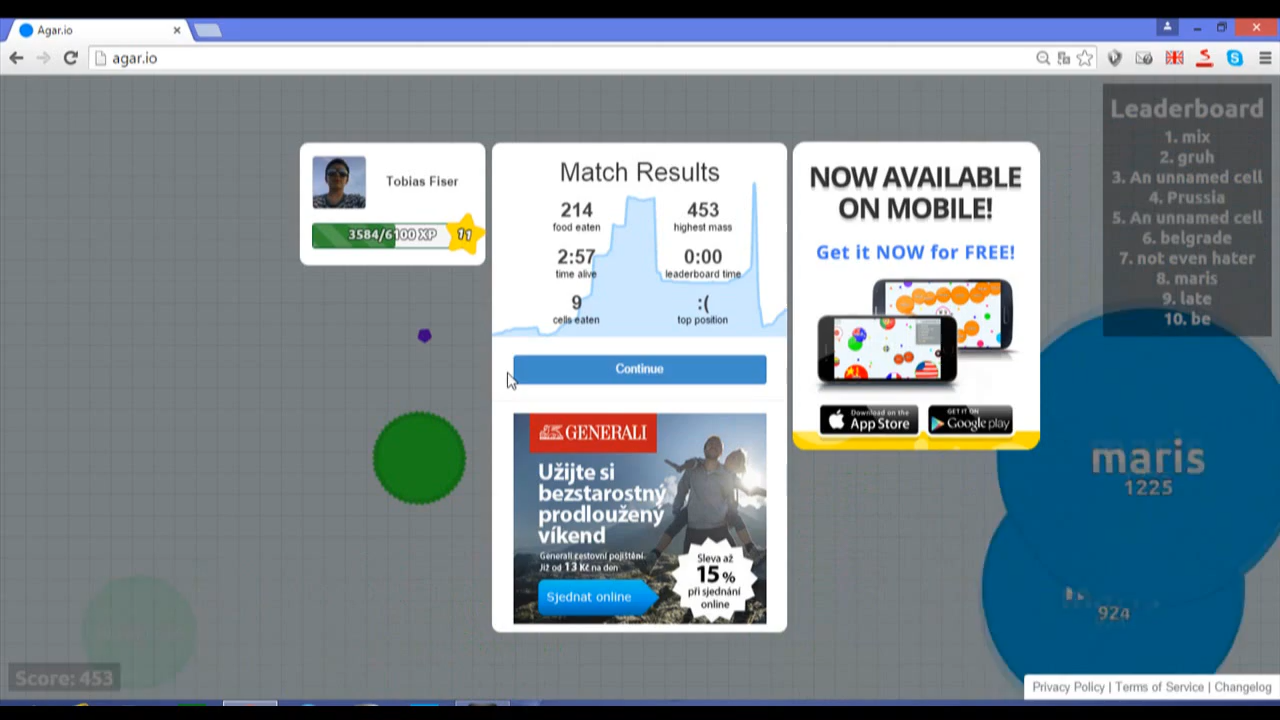 Agar.io
agar.io
Tobias Fiser
3584/6100 XP
11
Match Results
214
food eaten
453
highest mass
2:57
time alive
0:00
leaderboard time
9
cells eaten
:(
top position
Continue
GENERALI
Užijte si
bezstarostný
prodloužený
víkend
Generali cestovní pojištění.
Již od 13 Kč na den
Sjednat online
Sleva až
15 %
při sjednání
online
NOW AVAILABLE
ON MOBILE!
Get it NOW for FREE!
Download on the
App Store
GET IT ON
Google play
Leaderboard
1. mix
2. gruh
3. An unnamed cell
4. Prussia
5. An unnamed cell
6. belgrade
7. not even hater
8. maris
9. late
10. be
maris
1225
924
Score: 453
Privacy Policy | Terms of Service | Changelog